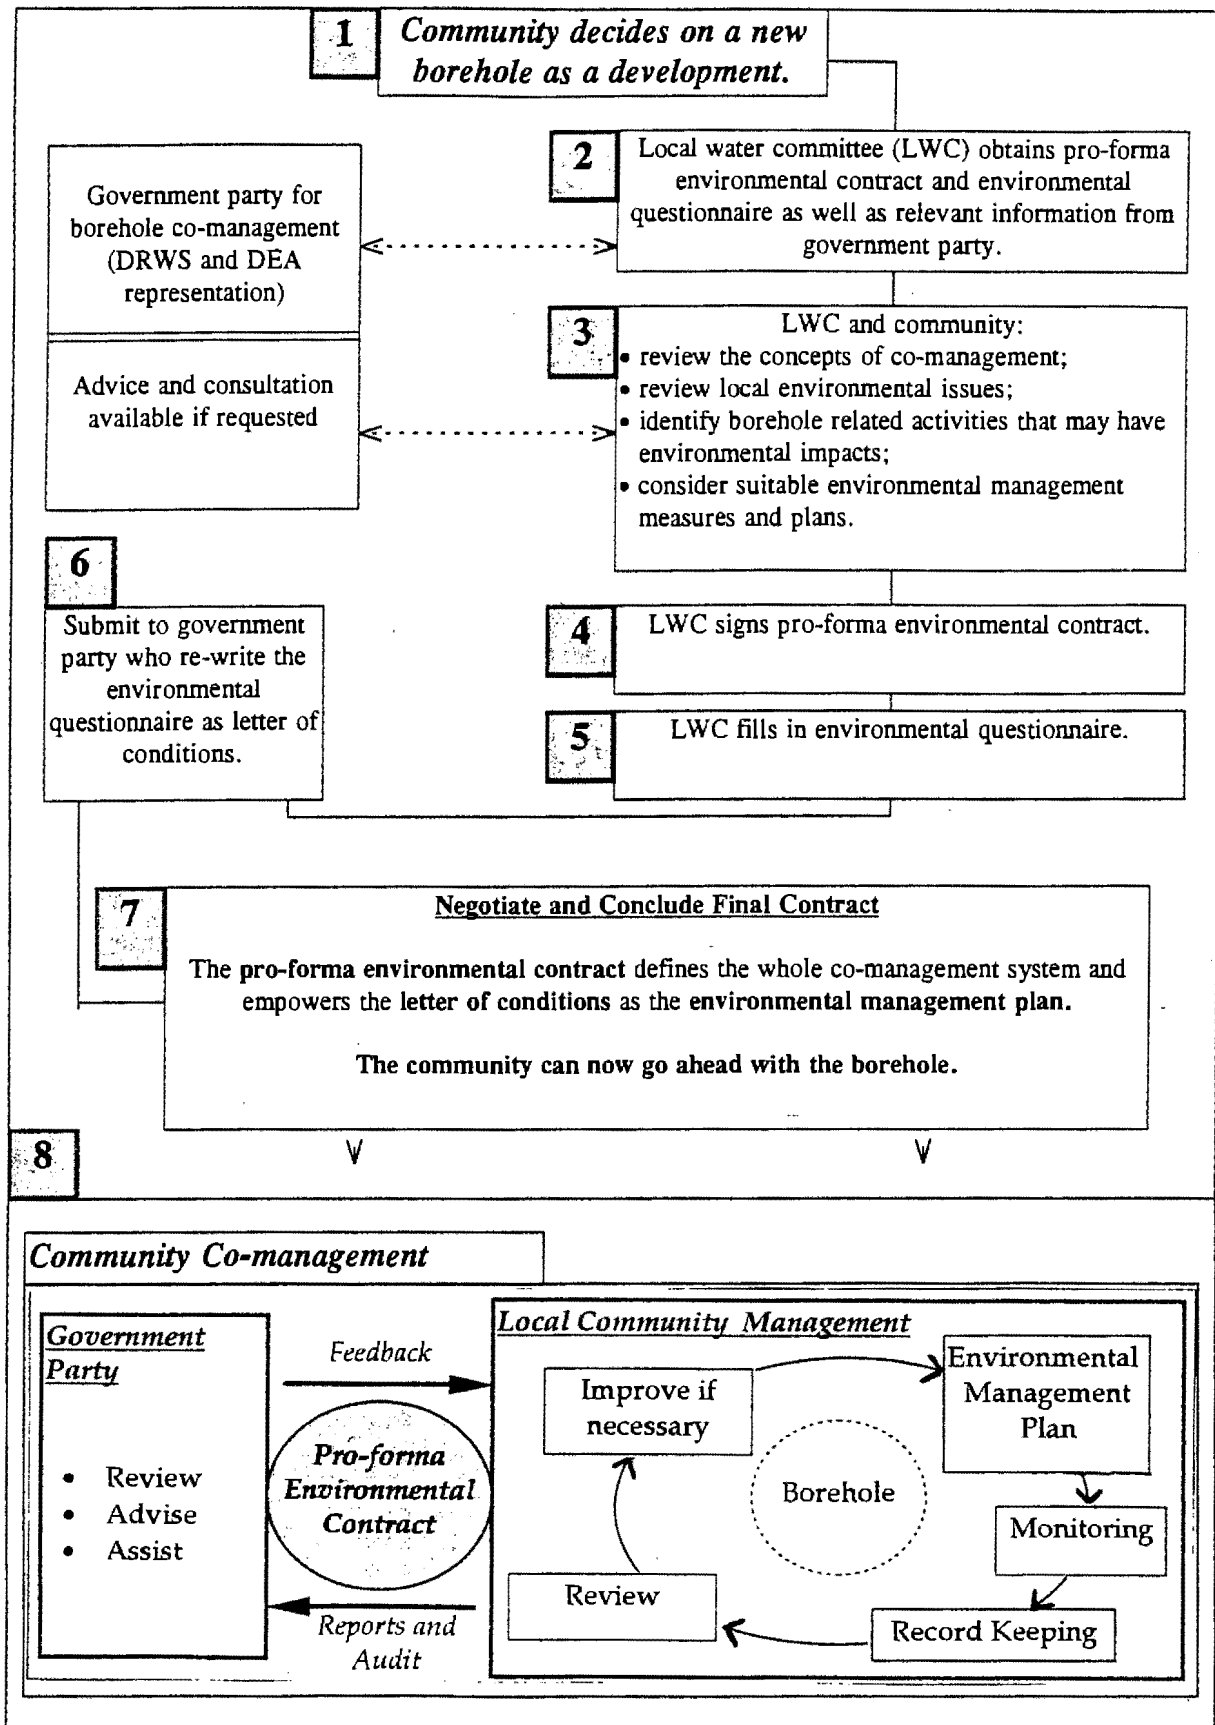 1
Community decides on a new
borehole as a development.
2
Local water committee (LWC) obtains pro-forma
environmental contract and environmental
questionnaire as well as relevant information from
government party.
Government party for
borehole co-management
(DRWS and DEA
representation)
Advice and consultation
available if requested
3
LWC and community:
• review the concepts of co-management;
• review local environmental issues;
• identify borehole related activities that may have
environmental impacts;
• consider suitable environmental management
measures and plans.
4
LWC signs pro-forma environmental contract.
5
LWC fills in environmental questionnaire.
6
Submit to government
party who re-write the
environmental
questionnaire as letter of
conditions.
7
Negotiate and Conclude Final Contract
The pro-forma environmental contract defines the whole co-management system and
empowers the letter of conditions as the environmental management plan.
The community can now go ahead with the borehole.
8
Community Co-management
Government
Party
• Review
• Advise
• Assist
Feedback
Pro-forma
Environmental
Contract
Reports and
Audit
Local Community Management
Improve if
necessary
Environmental
Management
Plan
Borehole
Monitoring
Record Keeping
Review